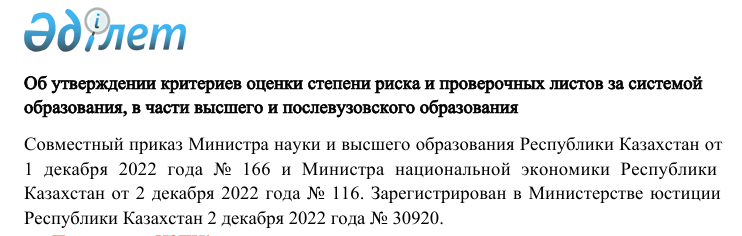 Әділет
Об утверждении критериев оценки степени риска и проверочных листов за системой
образования, в части высшего и послевузовского образования
Совместный приказ Министра науки и высшего образования Республики Казахстан от
1 декабря 2022 года № 166 и Министра национальной экономики Республики
Казахстан от 2 декабря 2022 года № 116. Зарегистрирован в Министерстве юстиции
Республики Казахстан 2 декабря 2022 года № 30920.